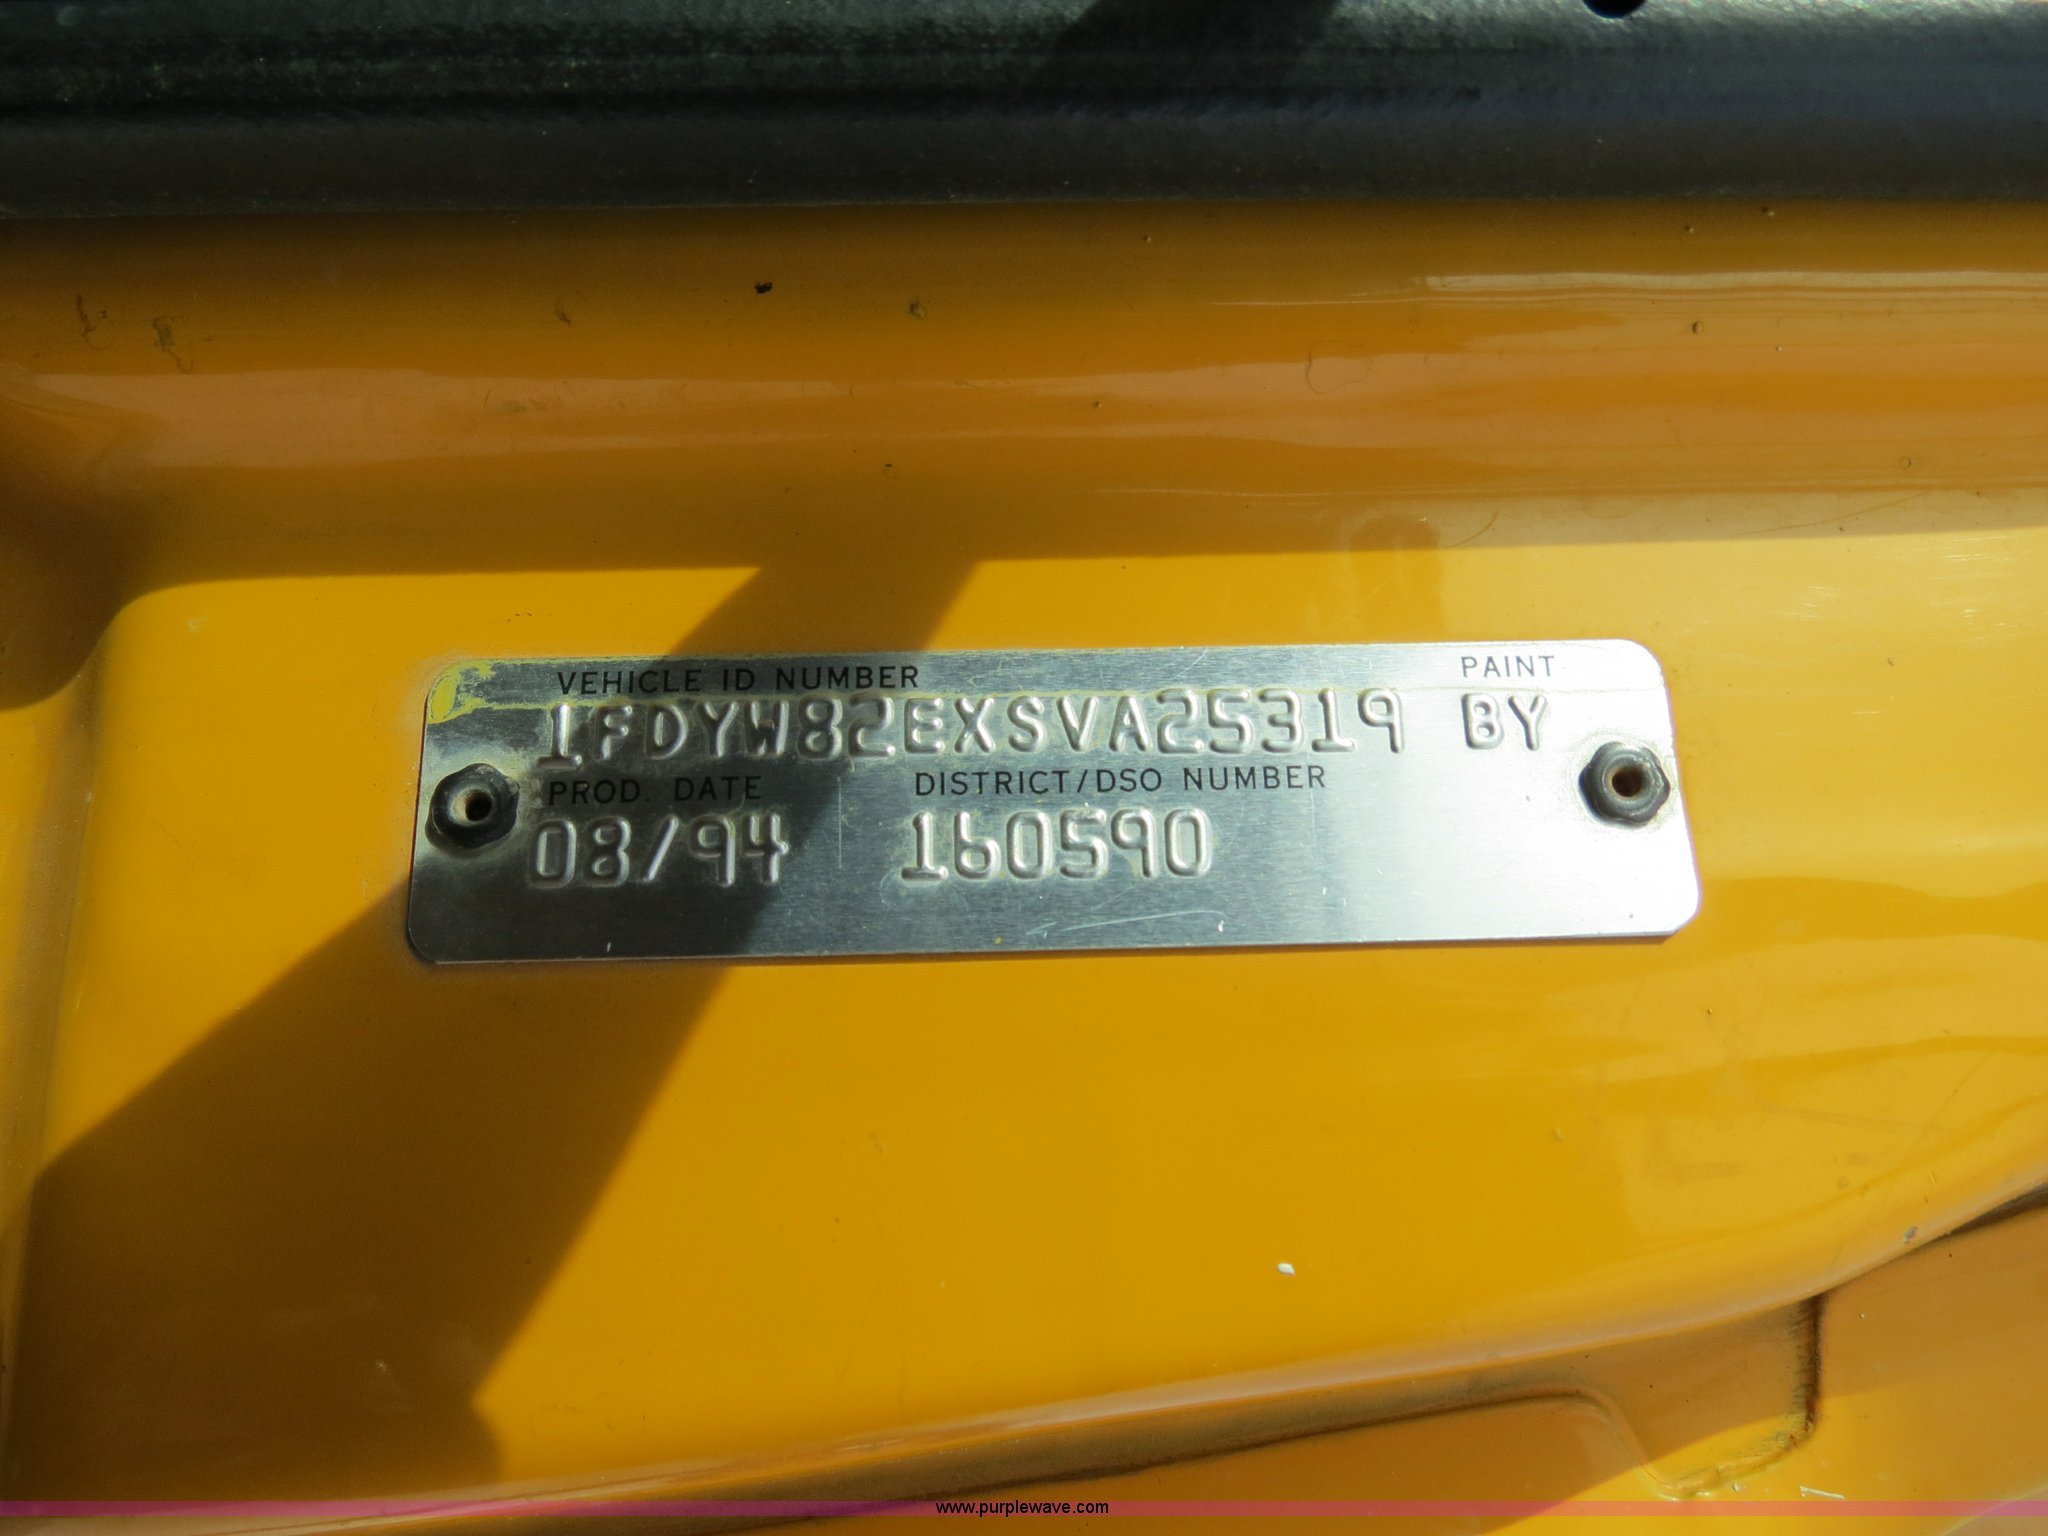 VEHICLE ID NUMBER PAINT
1FDYW82EXSVA25319 BY
PROD. DATE DISTRICT/DSO NUMBER
08/94 160590
www.purplewave.com